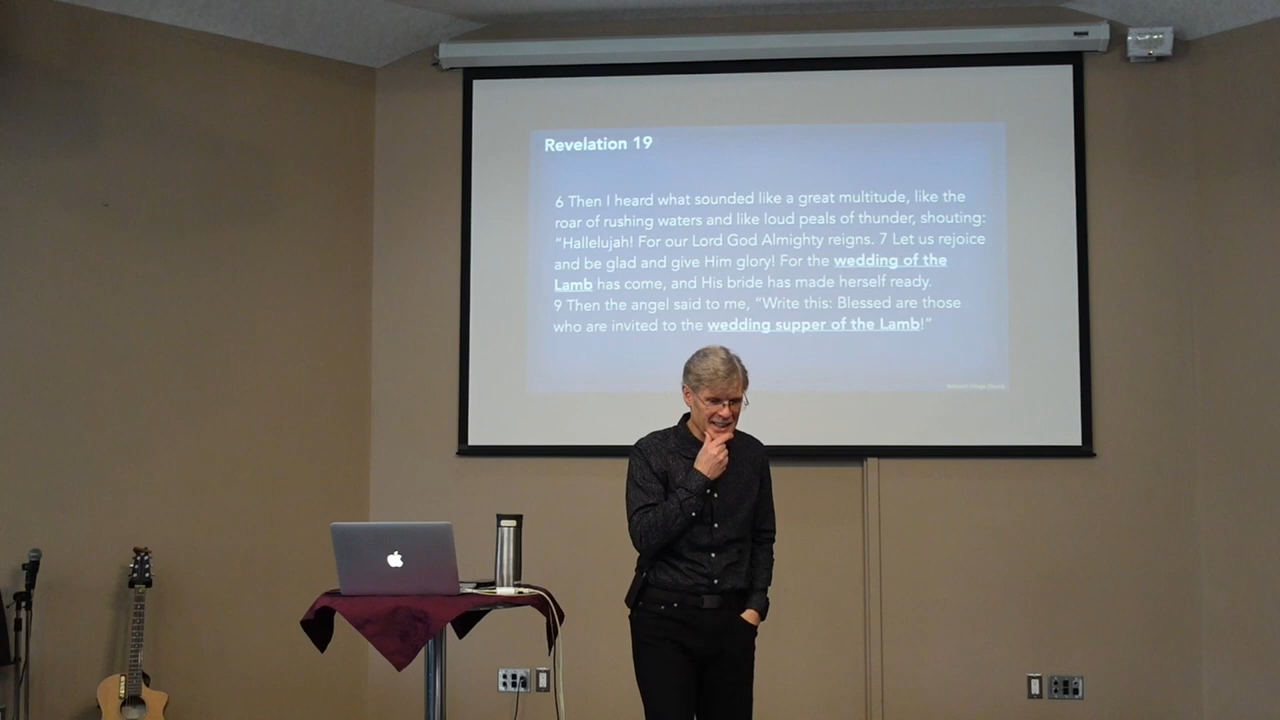 Revelation 19
6 Then I heard what sounded like a great multitude, like the
roar of rushing waters and like loud peals of thunder, shouting:
“Hallelujah! For our Lord God Almighty reigns. 7 Let us rejoice
and be glad and give Him glory! For the wedding of the
Lamb has come, and His bride has made herself ready.
9 Then the angel said to me, “Write this: Blessed are those
who are invited to the wedding supper of the Lamb!”
Village Church